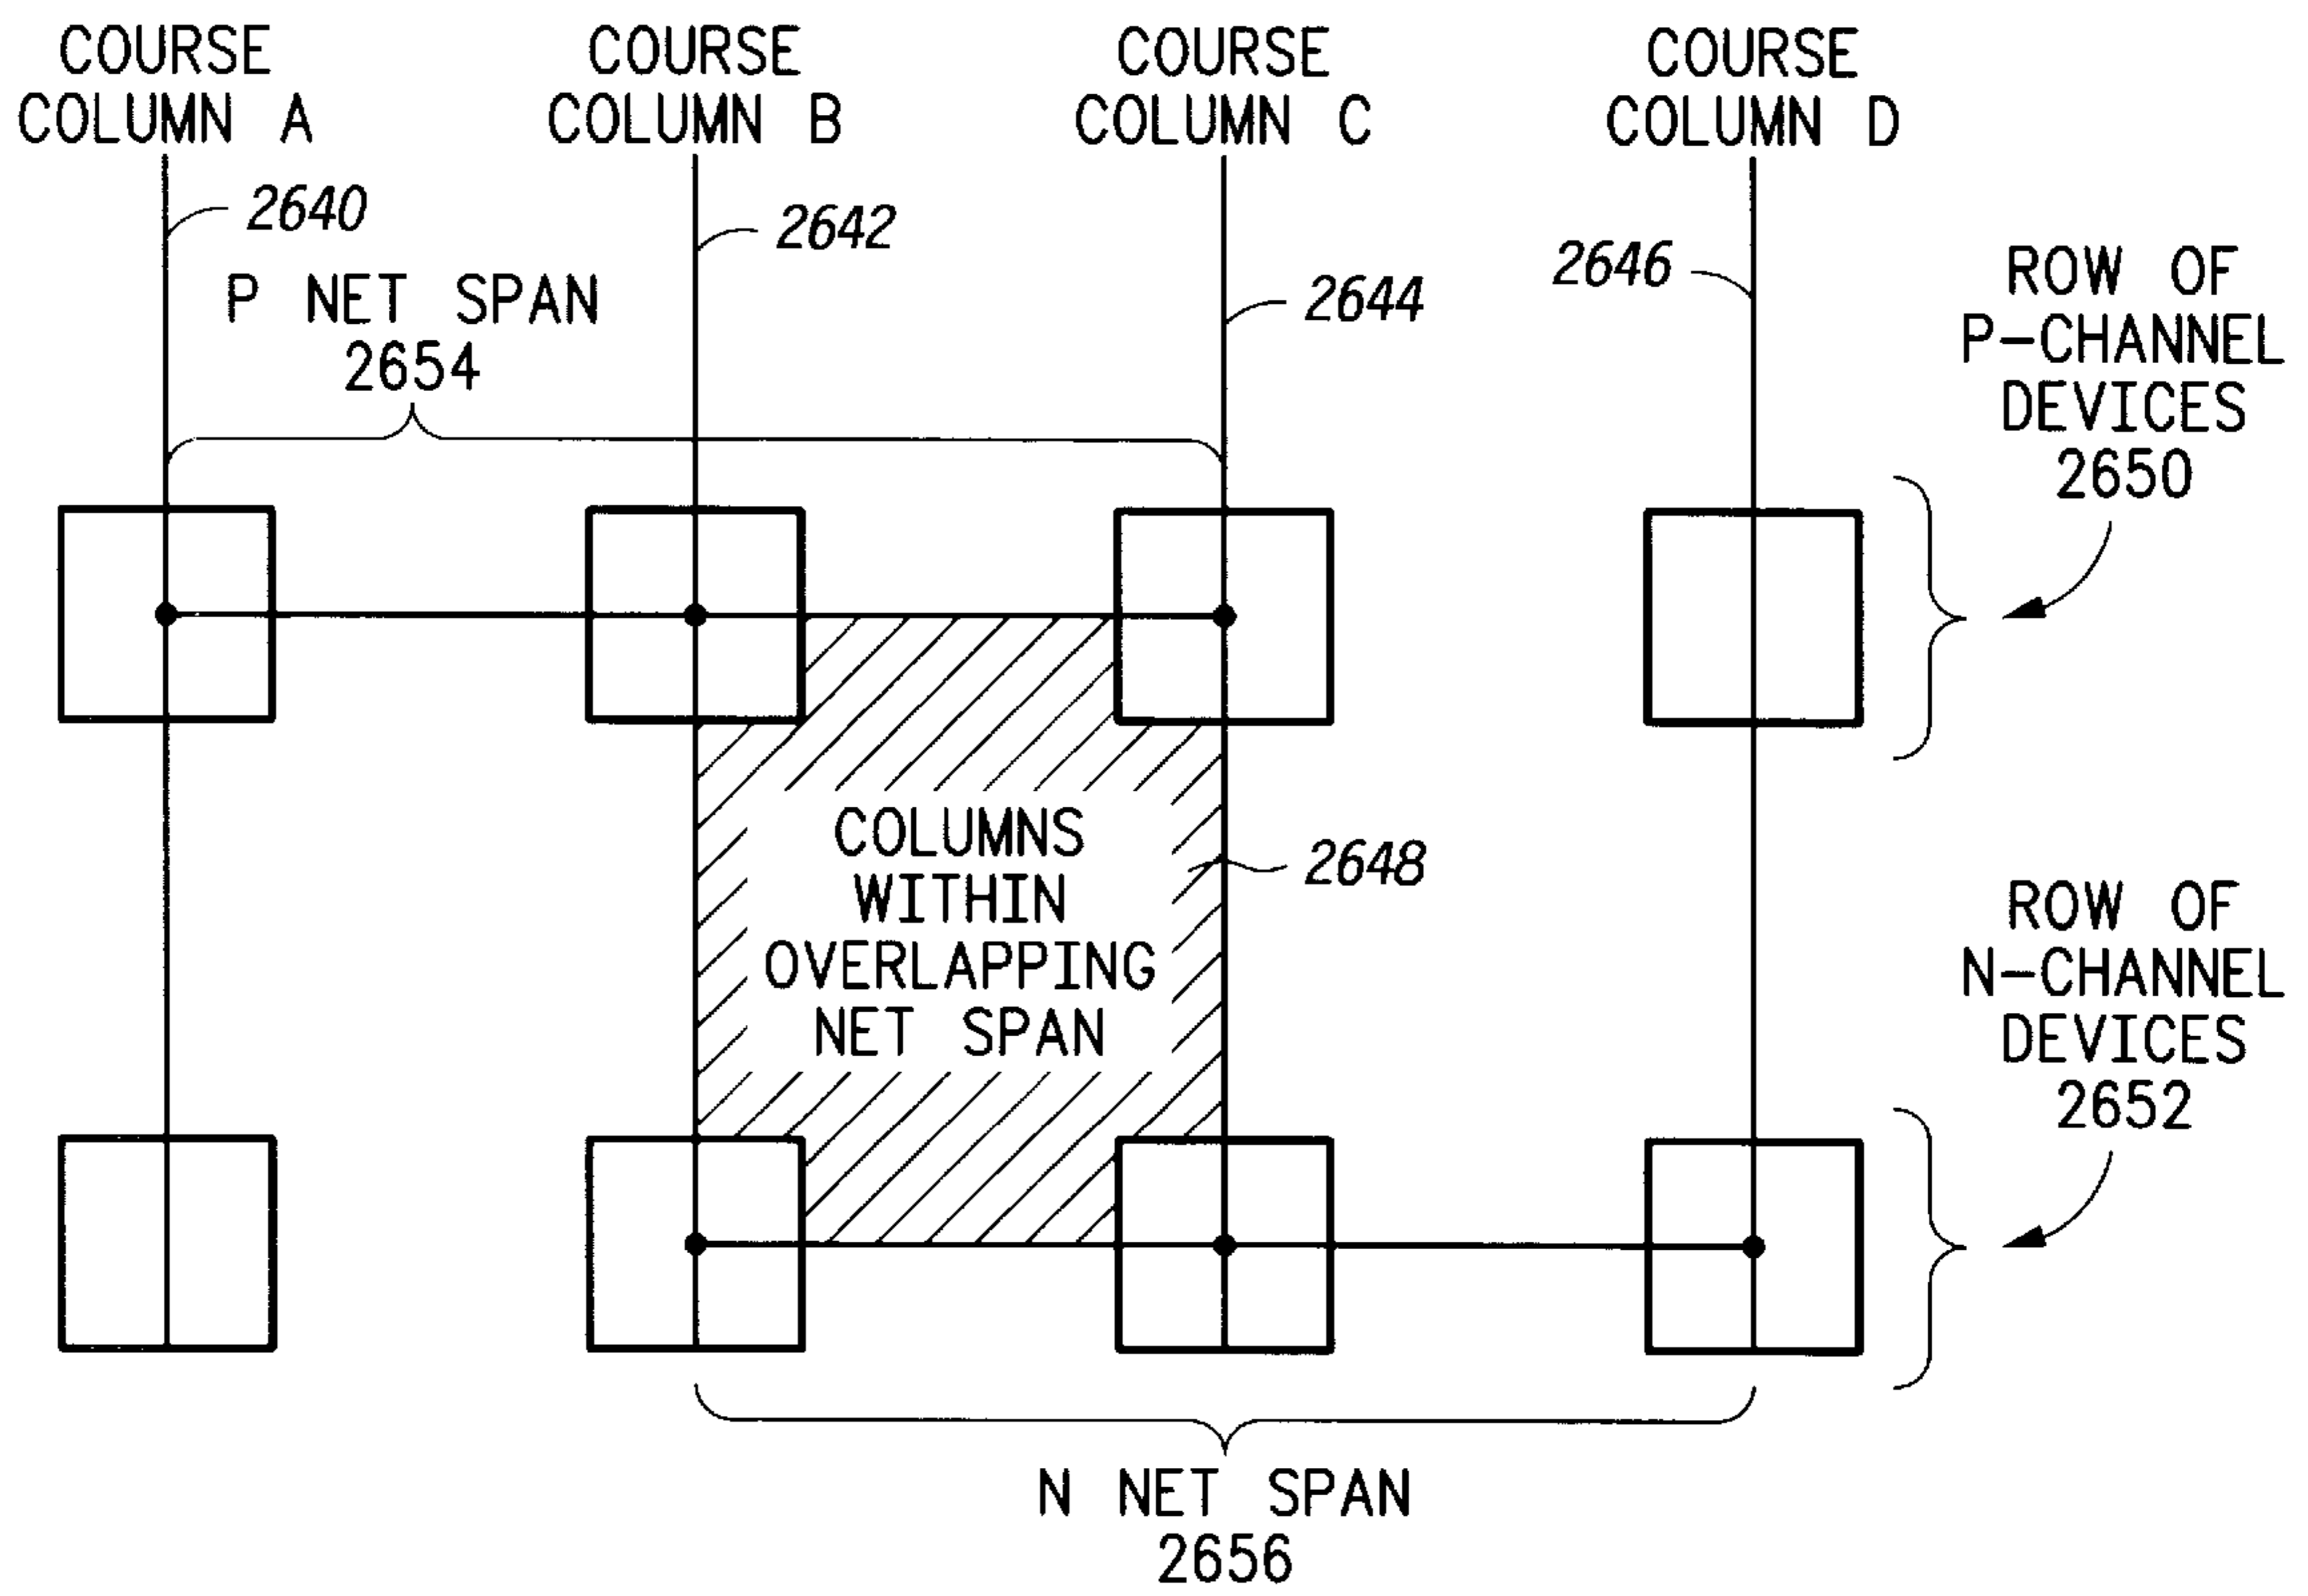 COURSE
COLUMN A
COURSE
COLUMN B
COURSE
COLUMN C
COURSE
COLUMN D
2640
2642
2644
2646
P NET SPAN
2654
ROW OF
P-CHANNEL
DEVICES
2650
COLUMNS
WITHIN
OVERLAPPING
NET SPAN
2648
ROW OF
N-CHANNEL
DEVICES
2652
N NET SPAN
2656